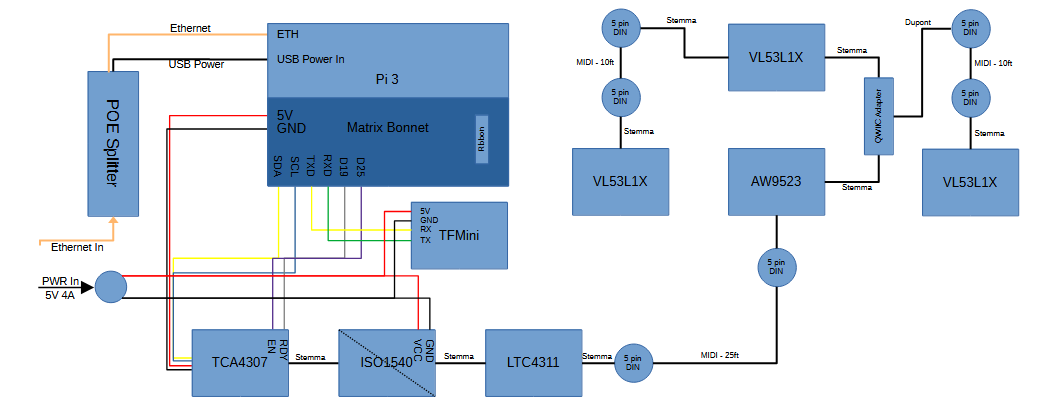 Ethernet
USB Power
ETH
USB Power In
Pi 3
5V
GND
Matrix Bonnet
Rbbon
SDA
SCL
TXD
RXD
D19
D25
POE Splitter
Ethernet In
PWR In
5V 4A
5V
GND
RX
TX
TFMini
EN
RDY
TCA4307
Stemma
VCC
GND
ISO1540
Stemma
LTC4311
Stemma
5 pin
DIN
MIDI - 25ft
5 pin
DIN
Stemma
MIDI - 10ft
5 pin
DIN
Stemma
VL53L1X
VL53L1X
Stemma
QWIIC Adapter
AW9523
Stemma
5 pin
DIN
Dupont
5 pin
DIN
MIDI - 10ft
5 pin
DIN
Stemma
VL53L1X